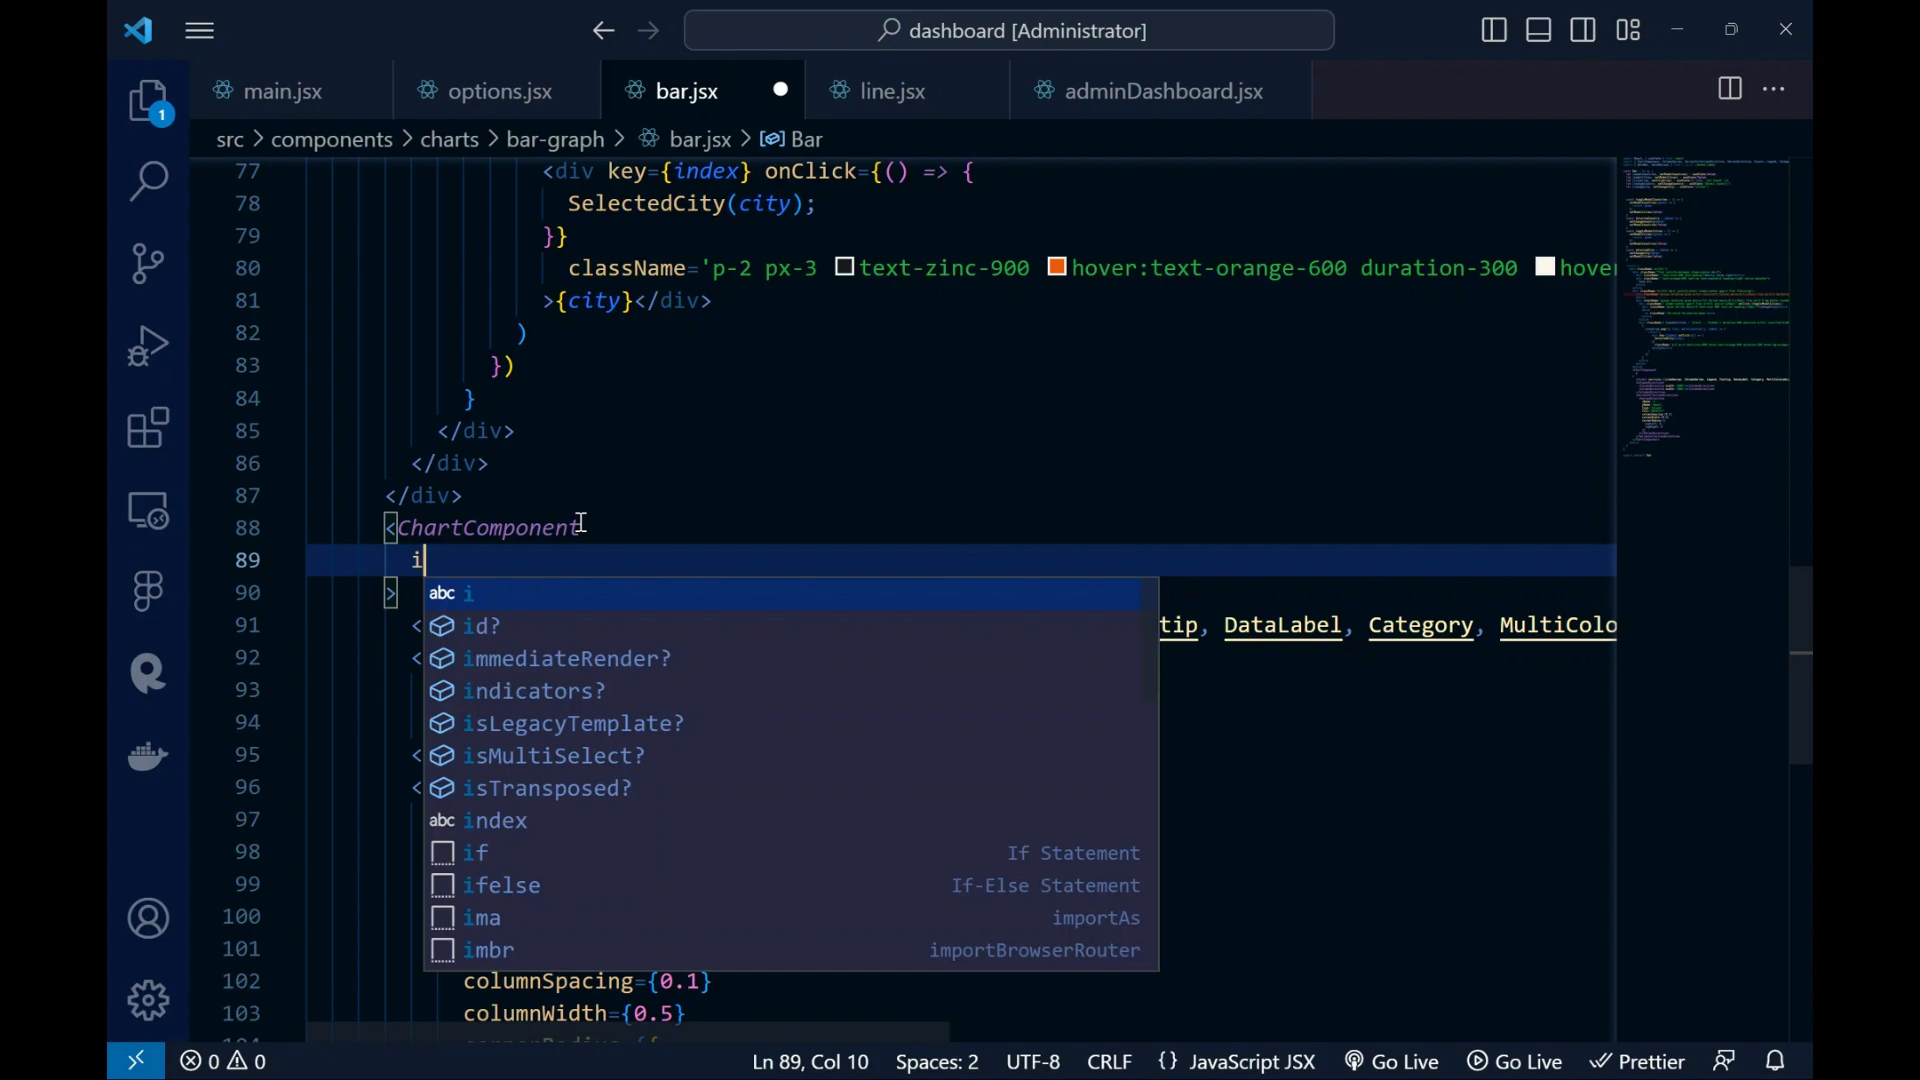 dashboard [Administrator]
main.jsx
options.jsx
bar.jsx
line.jsx
adminDashboard.jsx
1
src > components > charts > bar-graph > bar.jsx > Bar
77 <div key={index} onClick={() => {
78 SelectedCity(city);
79 }}
80 className='p-2 px-3 text-zinc-900 hover:text-orange-600 duration-300 hover
81 >{city}</div>
82 )
83 })
84 }
85 </div>
86 </div>
87 </div>
88 <ChartComponent
89 i
90 >
abc i
91 < id? tip, DataLabel, Category, MultiColo
92 < immediateRender?
93 indicators?
94 isLegacyTemplate?
95 < isMultiSelect?
96 < isTransposed?
97 abc index
98 if If Statement
99 ifelse If-Else Statement
100 ima importAs
101 imbr importBrowserRouter
102 columnSpacing={0.1}
103 columnWidth={0.5}
0 0
Ln 89, Col 10
Spaces: 2
UTF-8
CRLF
{} JavaScript JSX
Go Live
Go Live
Prettier